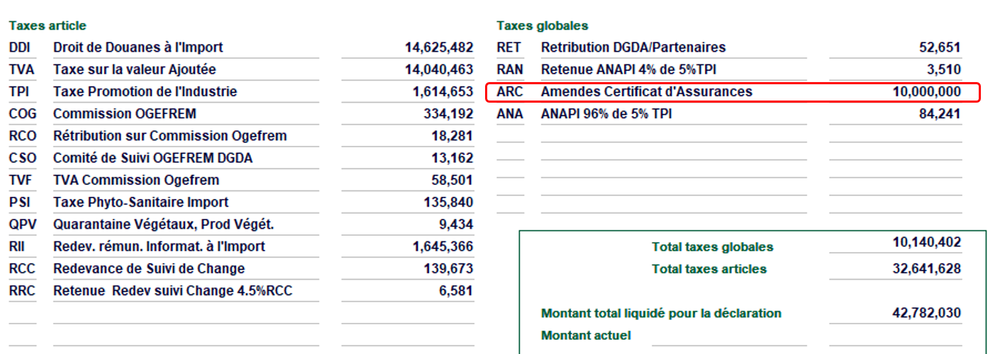 Taxes article
DDI Droit de Douanes à l'Import 14,625,482
TVA Taxe sur la valeur Ajoutée 14,040,463
TPI Taxe Promotion de l'Industrie 1,614,653
COG Commission OGEFREM 334,192
RCO Rétribution sur Commission Ogefrem 18,281
CSO Comité de Suivi OGEFREM DGDA 13,162
TVF TVA Commission Ogefrem 58,501
PSI Taxe Phyto-Sanitaire Import 135,840
QPV Quarantaine Végétaux, Prod Végét. 9,434
RII Redev. rémun. Informat. à l'Import 1,645,366
RCC Redevance de Suivi de Change 139,673
RRC Retenue Redev suivi Change 4.5%RCC 6,581
Taxes globales
RET Retribution DGDA/Partenaires 52,651
RAN Retenue ANAPI 4% de 5%TPI 3,510
ARC Amendes Certificat d'Assurances 10,000,000
ANA ANAPI 96% de 5% TPI 84,241
Total taxes globales 10,140,402
Total taxes articles 32,641,628
Montant total liquidé pour la déclaration 42,782,030
Montant actuel